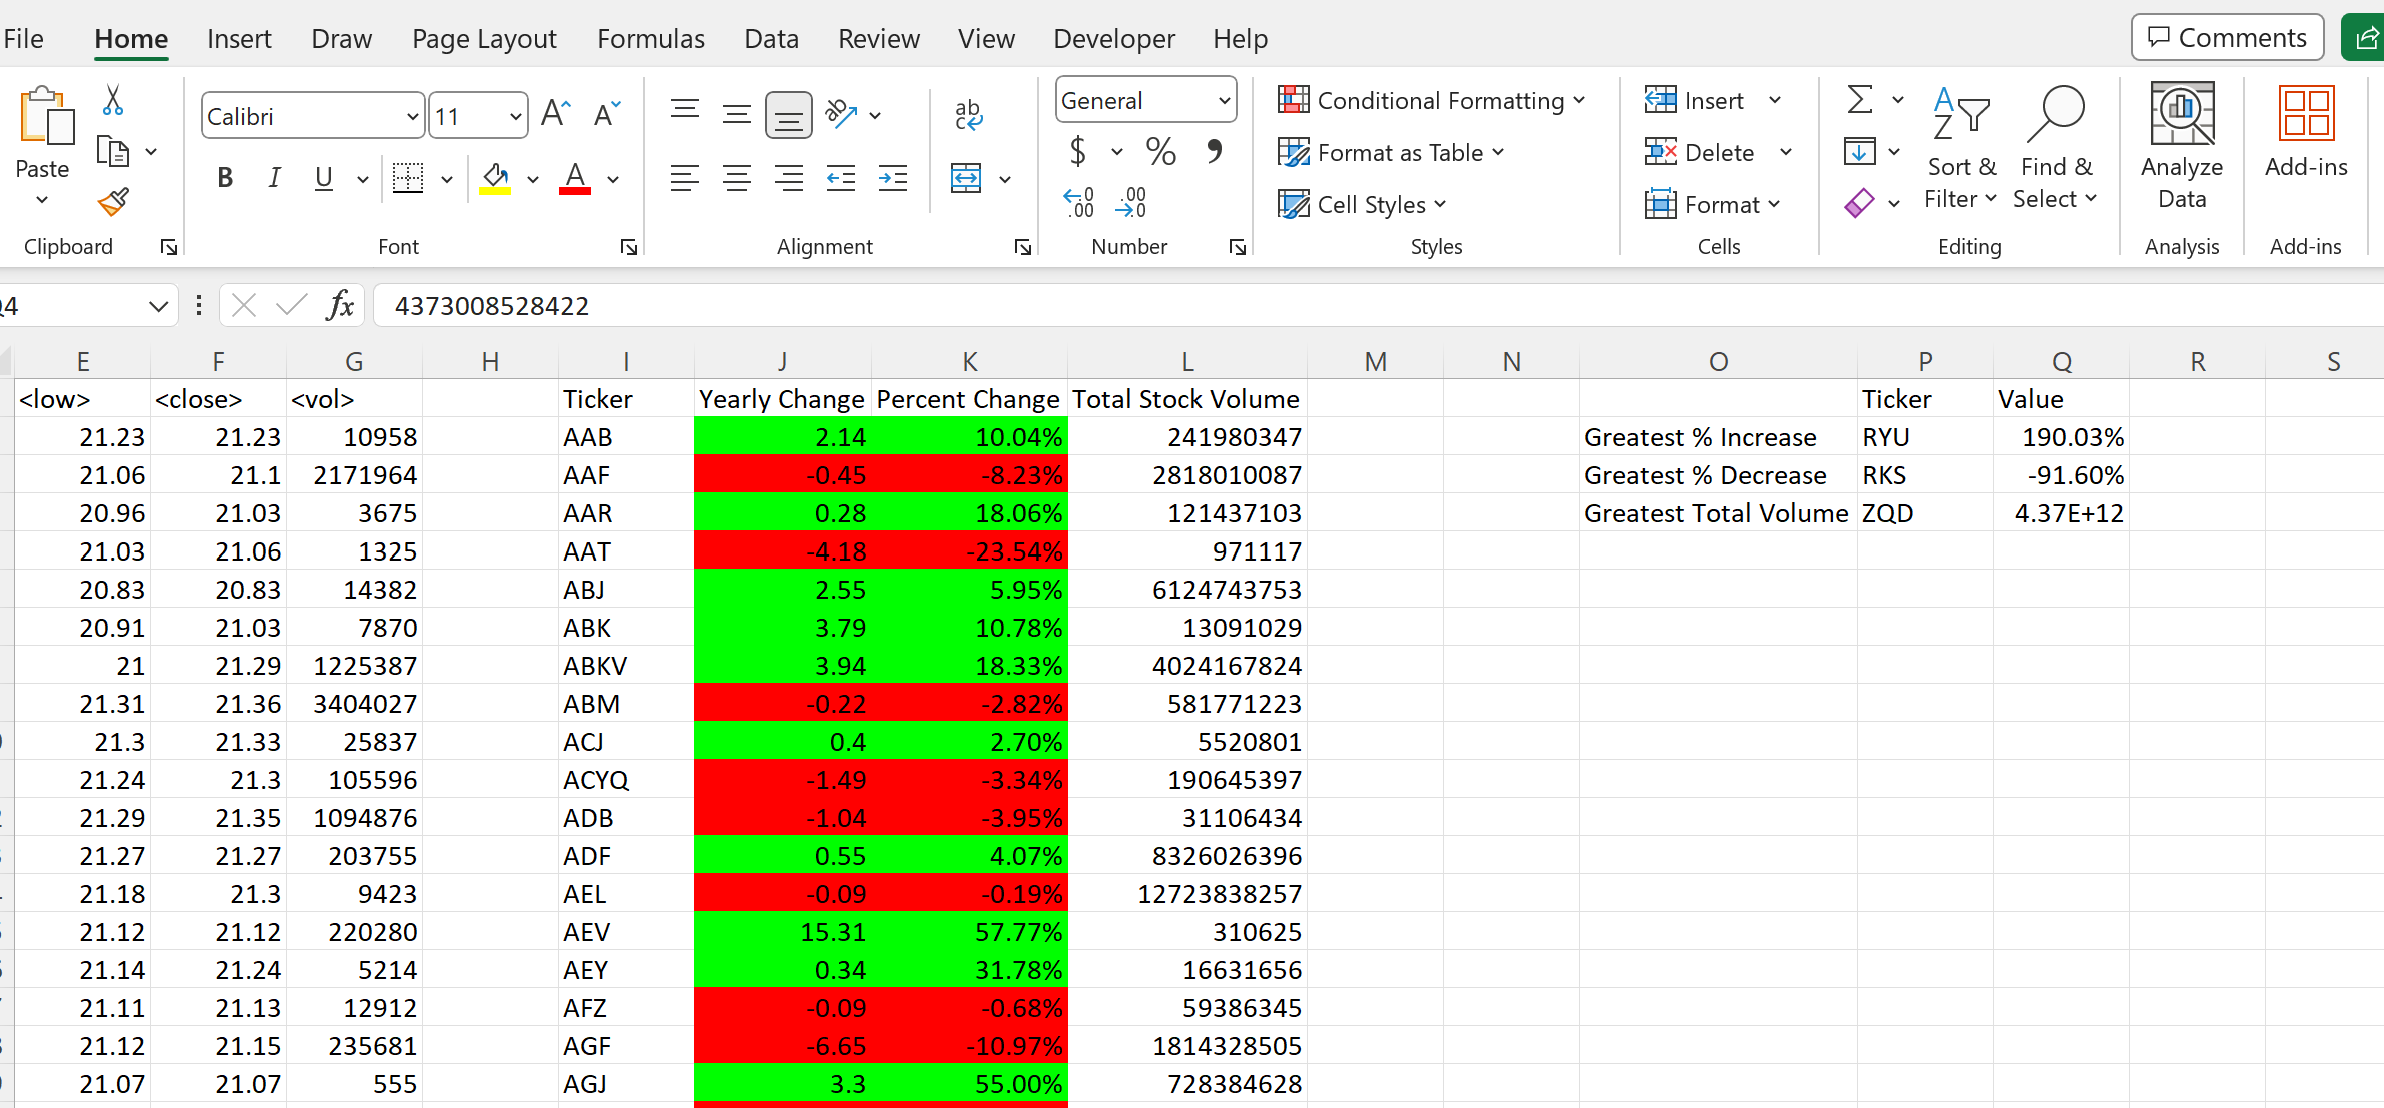 File Home Insert Draw Page Layout Formulas Data Review View Developer Help Comments
Paste Calibri 11 General Conditional Formatting Insert Sort & Filter Find & Select Analyze Data Add-ins
B I U A $ % Format as Table Delete
Cell Styles Format
Clipboard Font Alignment Number Styles Cells Editing Analysis Add-ins
fx 4373008528422
E F G H I J K L M N O P Q R S
<low> <close> <vol> Ticker Yearly Change Percent Change Total Stock Volume Ticker Value
21.23 21.23 10958 AAB 2.14 10.04% 241980347 Greatest % Increase RYU 190.03%
21.06 21.1 2171964 AAF -0.45 -8.23% 2818010087 Greatest % Decrease RKS -91.60%
20.96 21.03 3675 AAR 0.28 18.06% 121437103 Greatest Total Volume ZQD 4.37E+12
21.03 21.06 1325 AAT -4.18 -23.54% 971117
20.83 20.83 14382 ABJ 2.55 5.95% 6124743753
20.91 21.03 7870 ABK 3.79 10.78% 13091029
21 21.29 1225387 ABKV 3.94 18.33% 4024167824
21.31 21.36 3404027 ABM -0.22 -2.82% 581771223
21.3 21.33 25837 ACJ 0.4 2.70% 5520801
21.24 21.3 105596 ACYQ -1.49 -3.34% 190645397
21.29 21.35 1094876 ADB -1.04 -3.95% 31106434
21.27 21.27 203755 ADF 0.55 4.07% 8326026396
21.18 21.3 9423 AEL -0.09 -0.19% 12723838257
21.12 21.12 220280 AEV 15.31 57.77% 310625
21.14 21.24 5214 AEY 0.34 31.78% 16631656
21.11 21.13 12912 AFZ -0.09 -0.68% 59386345
21.12 21.15 235681 AGF -6.65 -10.97% 1814328505
21.07 21.07 555 AGJ 3.3 55.00% 728384628